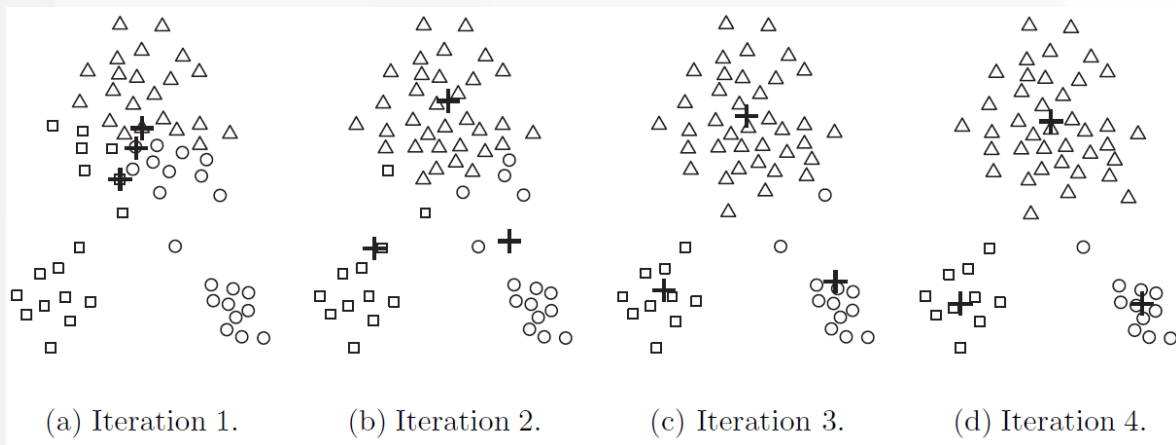 (a) Iteration 1.
(b) Iteration 2.
(c) Iteration 3.
(d) Iteration 4.